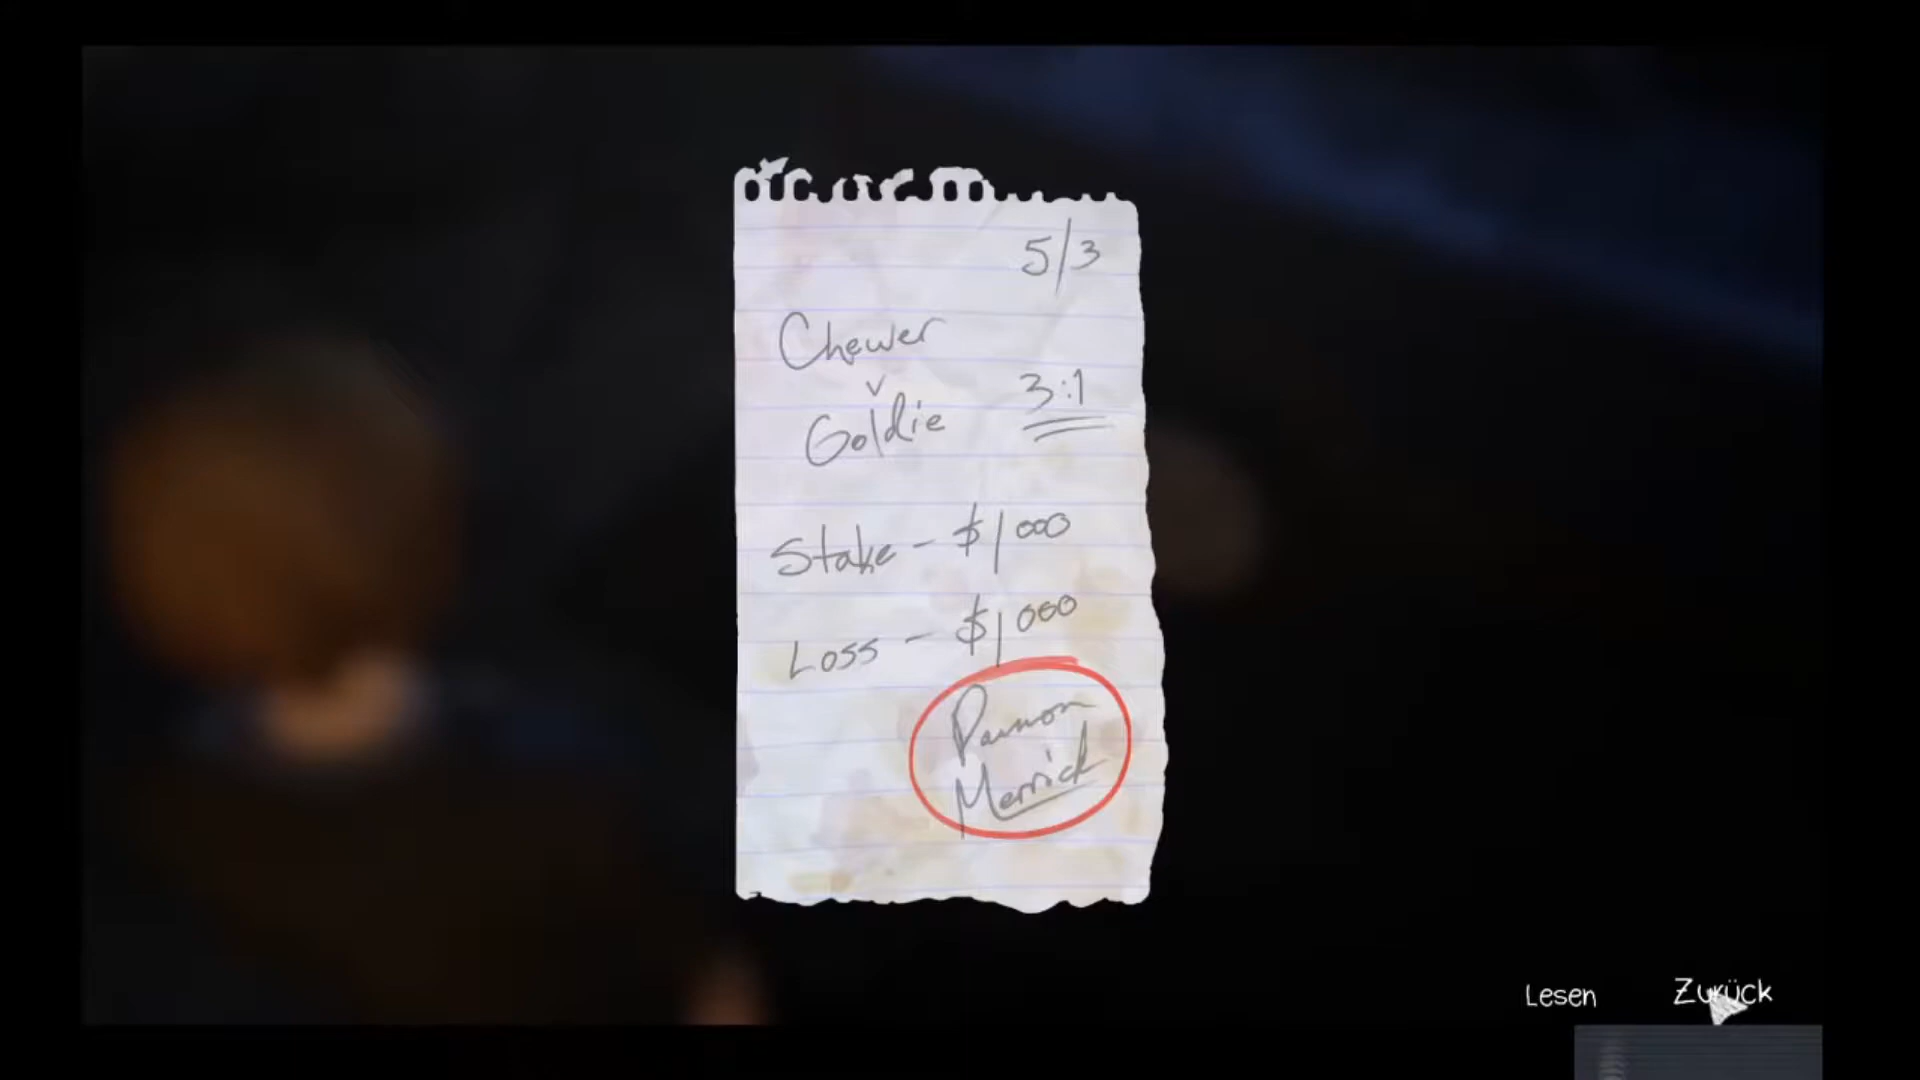 5/3
Chewer
v
Goldie 3:1
Stake - $1000
Loss - $1000
Damon
Merrick
Lesen Zurück